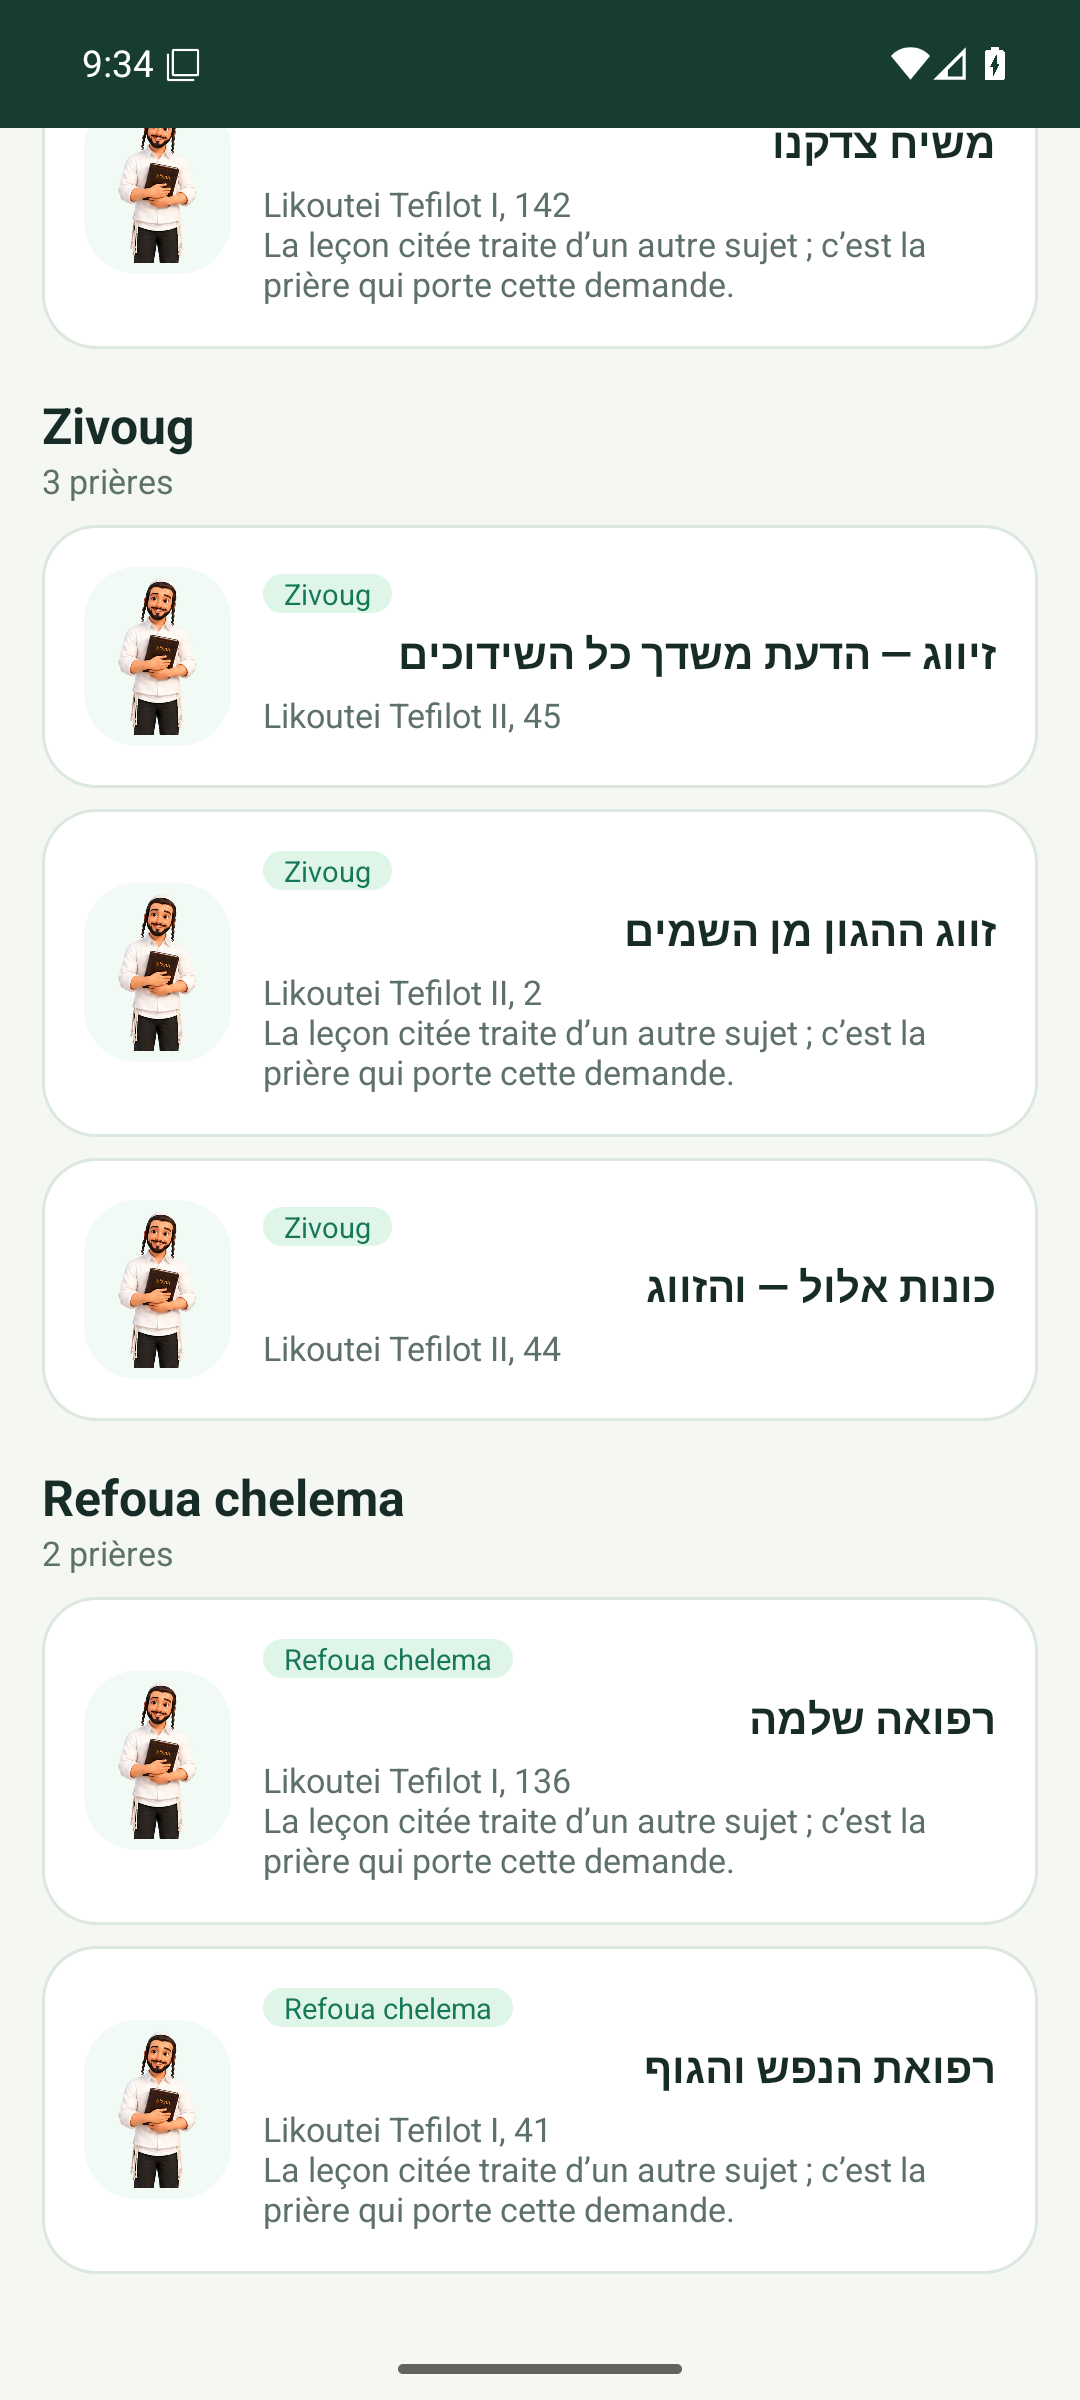 9:34
משיח צדקנו
Likoutei Tefilot I, 142
La leçon citée traite d’un autre sujet ; c’est la
prière qui porte cette demande.
Zivoug
3 prières
Zivoug
זיווג – הדעת משדך כל השידוכים
Likoutei Tefilot II, 45
Zivoug
זווג ההגון מן השמים
Likoutei Tefilot II, 2
La leçon citée traite d’un autre sujet ; c’est la
prière qui porte cette demande.
Zivoug
כונות אלול – והזווג
Likoutei Tefilot II, 44
Refoua chelema
2 prières
Refoua chelema
רפואה שלמה
Likoutei Tefilot I, 136
La leçon citée traite d’un autre sujet ; c’est la
prière qui porte cette demande.
Refoua chelema
רפואת הנפש והגוף
Likoutei Tefilot I, 41
La leçon citée traite d’un autre sujet ; c’est la
prière qui porte cette demande.